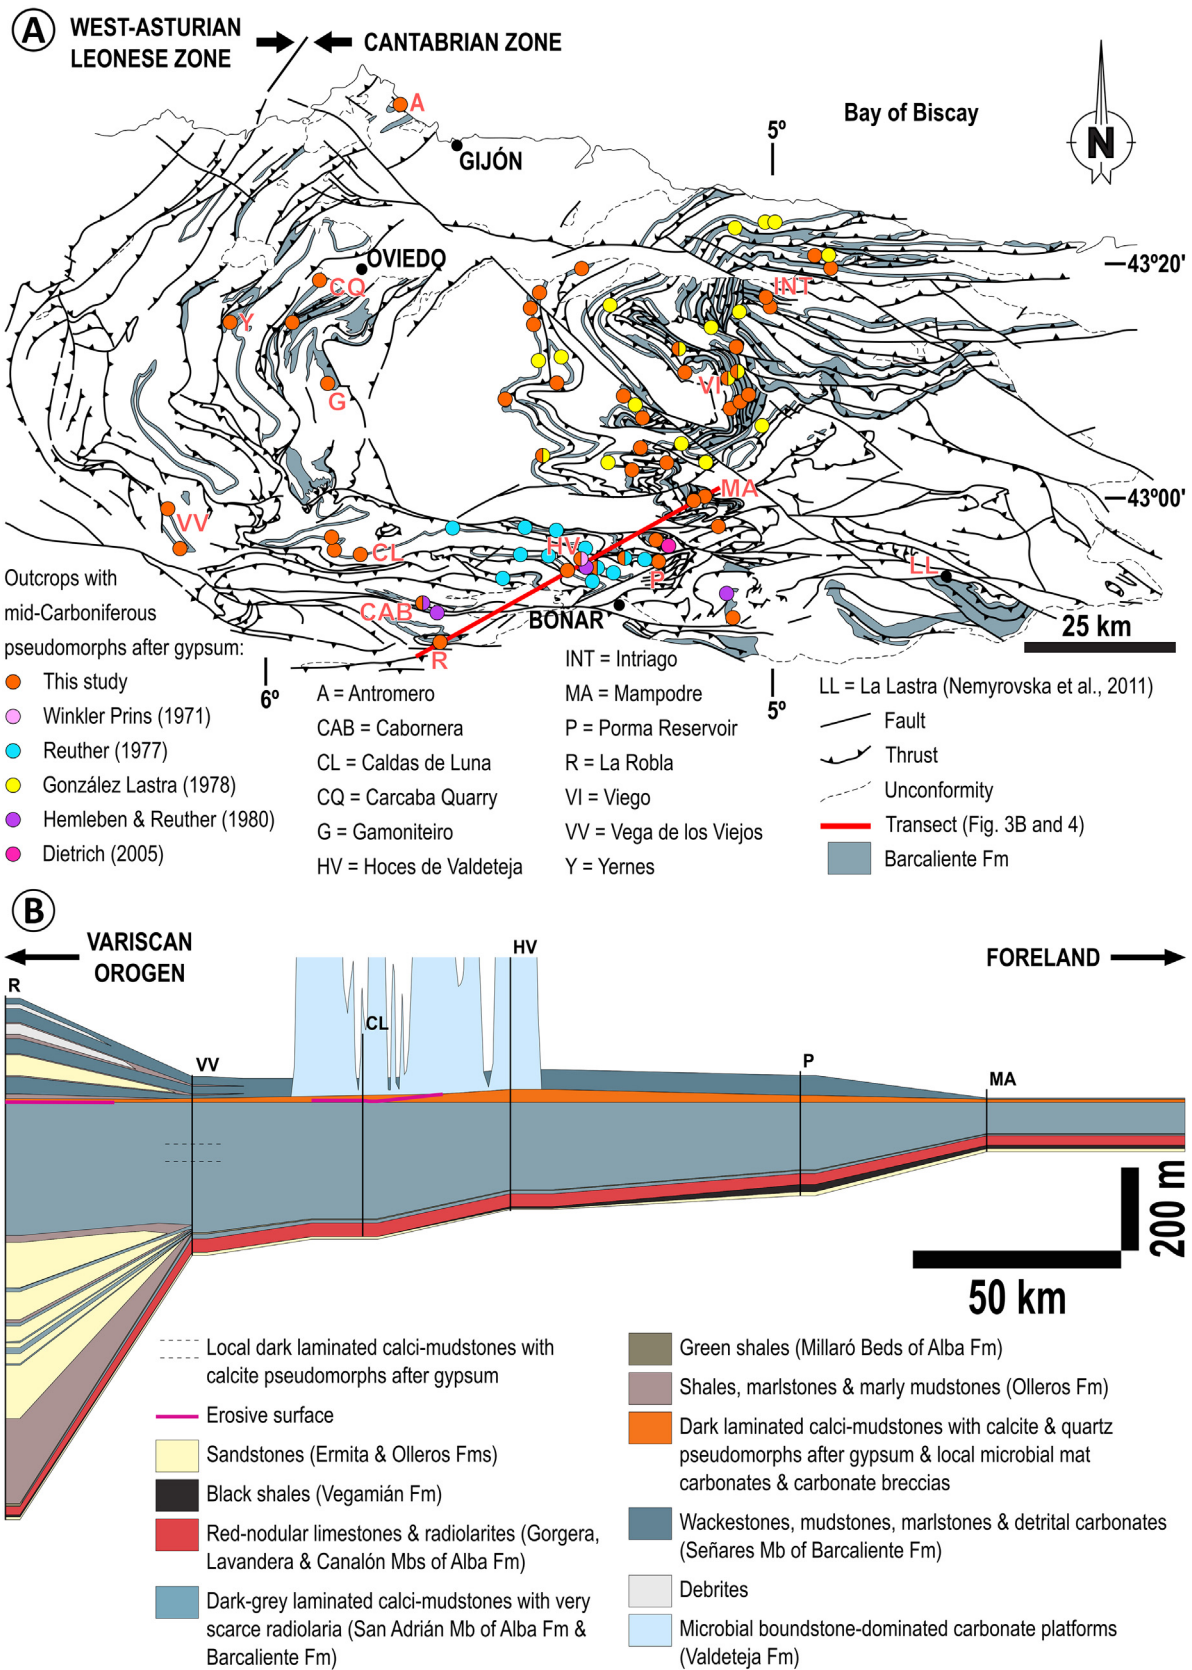 A
WEST-ASTURIAN
LEONESE ZONE
CANTABRIAN ZONE
A
Bay of Biscay
5º
N
GIJÓN
OVIEDO
43º20'
CQ
INT
Y
VI
G
MA
43º00'
VV
HV
CL
LL
P
CAB
BOÑAR
R
25 km
6º
5º
Outcrops with
mid-Carboniferous
pseudomorphs after gypsum:
This study
Winkler Prins (1971)
Reuther (1977)
González Lastra (1978)
Hemleben & Reuther (1980)
Dietrich (2005)
A = Antromero
CAB = Cabornera
CL = Caldas de Luna
CQ = Carcaba Quarry
G = Gamoniteiro
HV = Hoces de Valdeteja
INT = Intriago
MA = Mampodre
P = Porma Reservoir
R = La Robla
VI = Viego
VV = Vega de los Viejos
Y = Yernes
LL = La Lastra (Nemyrovska et al., 2011)
Fault
Thrust
Unconformity
Transect (Fig. 3B and 4)
Barcaliente Fm
B
VARISCAN
OROGEN
HV
FORELAND
R
CL
VV
P
MA
200 m
50 km
Local dark laminated calci-mudstones with
calcite pseudomorphs after gypsum
Erosive surface
Sandstones (Ermita & Olleros Fms)
Black shales (Vegamián Fm)
Red-nodular limestones & radiolarites (Gorgera,
Lavandera & Canalón Mbs of Alba Fm)
Dark-grey laminated calci-mudstones with very
scarce radiolaria (San Adrián Mb of Alba Fm &
Barcaliente Fm)
Green shales (Millaró Beds of Alba Fm)
Shales, marlstones & marly mudstones (Olleros Fm)
Dark laminated calci-mudstones with calcite & quartz
pseudomorphs after gypsum & local microbial mat
carbonates & carbonate breccias
Wackestones, mudstones, marlstones & detrital carbonates
(Señares Mb of Barcaliente Fm)
Debrites
Microbial boundstone-dominated carbonate platforms
(Valdeteja Fm)